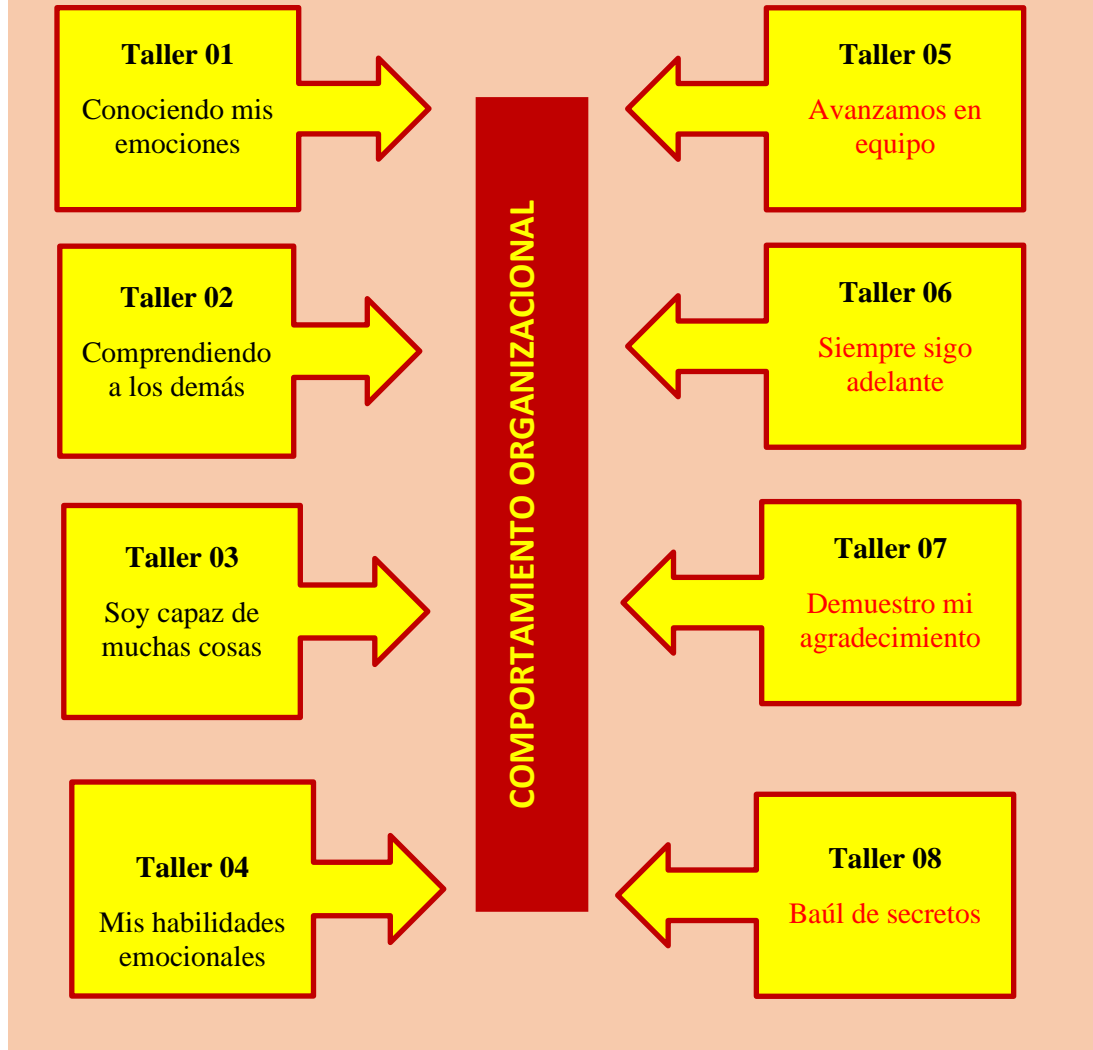 Taller 01
Conociendo mis
emociones
Taller 02
Comprendiendo
a los demás
Taller 03
Soy capaz de
muchas cosas
Taller 04
Mis habilidades
emocionales
COMPORTAMIENTO ORGANIZACIONAL
Taller 05
Avanzamos en
equipo
Taller 06
Siempre sigo
adelante
Taller 07
Demuestro mi
agradecimiento
Taller 08
Baúl de secretos